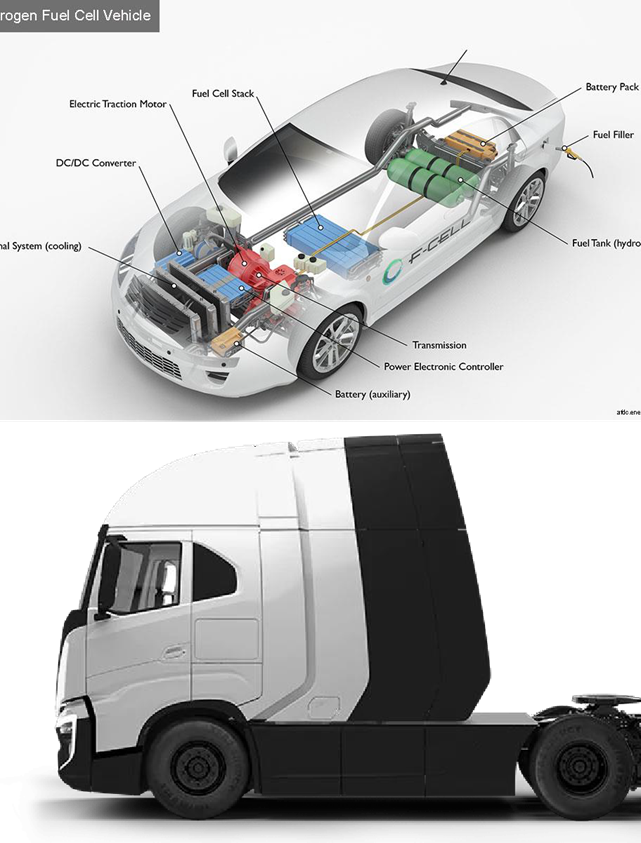 rogen Fuel Cell Vehicle
Battery Pack
Fuel Cell Stack
Electric Traction Motor
Fuel Filler
DC/DC Converter
F-CELL
nal System (cooling)
Fuel Tank (hydro
Transmission
Power Electronic Controller
Battery (auxiliary)
afdc.ene